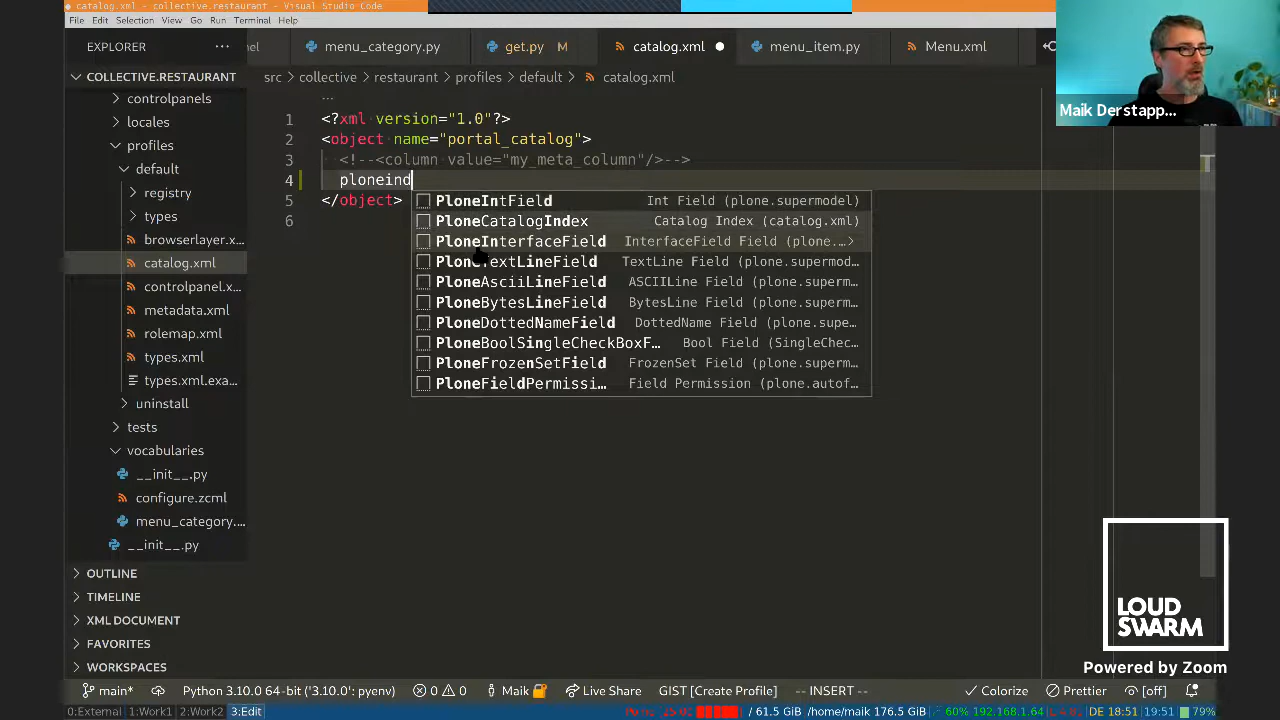 catalog.xml - collective.restaurant - Visual Studio Code
File Edit Selection View Go Run Terminal Help
EXPLORER ...
nel menu_category.py get.py M catalog.xml menu_item.py Menu.xml
COLLECTIVE.RESTAURANT
src > collective > restaurant > profiles > default > catalog.xml
controlpanels
locales
profiles
default
registry
types
browserlayer.x...
catalog.xml
controlpanel.x...
metadata.xml
rolemap.xml
types.xml
types.xml.exa...
uninstall
tests
vocabularies
__init__.py
configure.zcml
menu_category....
__init__.py
OUTLINE
TIMELINE
XML DOCUMENT
FAVORITES
WORKSPACES
...
1 <?xml version="1.0"?>
2 <object name="portal_catalog">
3 <!--<column value="my_meta_column"/>-->
4 ploneind
5 </object>
6
PloneIntField Int Field (plone.supermodel)
PloneCatalogIndex Catalog Index (catalog.xml)
PloneInterfaceField InterfaceField Field (plone.…>
PloneTextLineField TextLine Field (plone.supermod…
PloneAsciiLineField ASCIILine Field (plone.superm…
PloneBytesLineField BytesLine Field (plone.superm…
PloneDottedNameField DottedName Field (plone.supe…
PloneBoolSingleCheckBoxF… Bool Field (SingleChec…
PloneFrozenSetField FrozenSet Field (plone.superm…
PloneFieldPermissi… Field Permission (plone.autof…
Maik Derstapp...
LOUD
SWARM
Powered by Zoom
main* Python 3.10.0 64-bit ('3.10.0': pyenv) 0 0 Maik Live Share GIST [Create Profile] -- INSERT -- Colorize Prettier [off]
0:External 1:Work1 2:Work2 3:Edit / 61.5 GiB /home/maik 176.5 GiB 60% 192.168.1.64 DE 18:51 19:51 79%